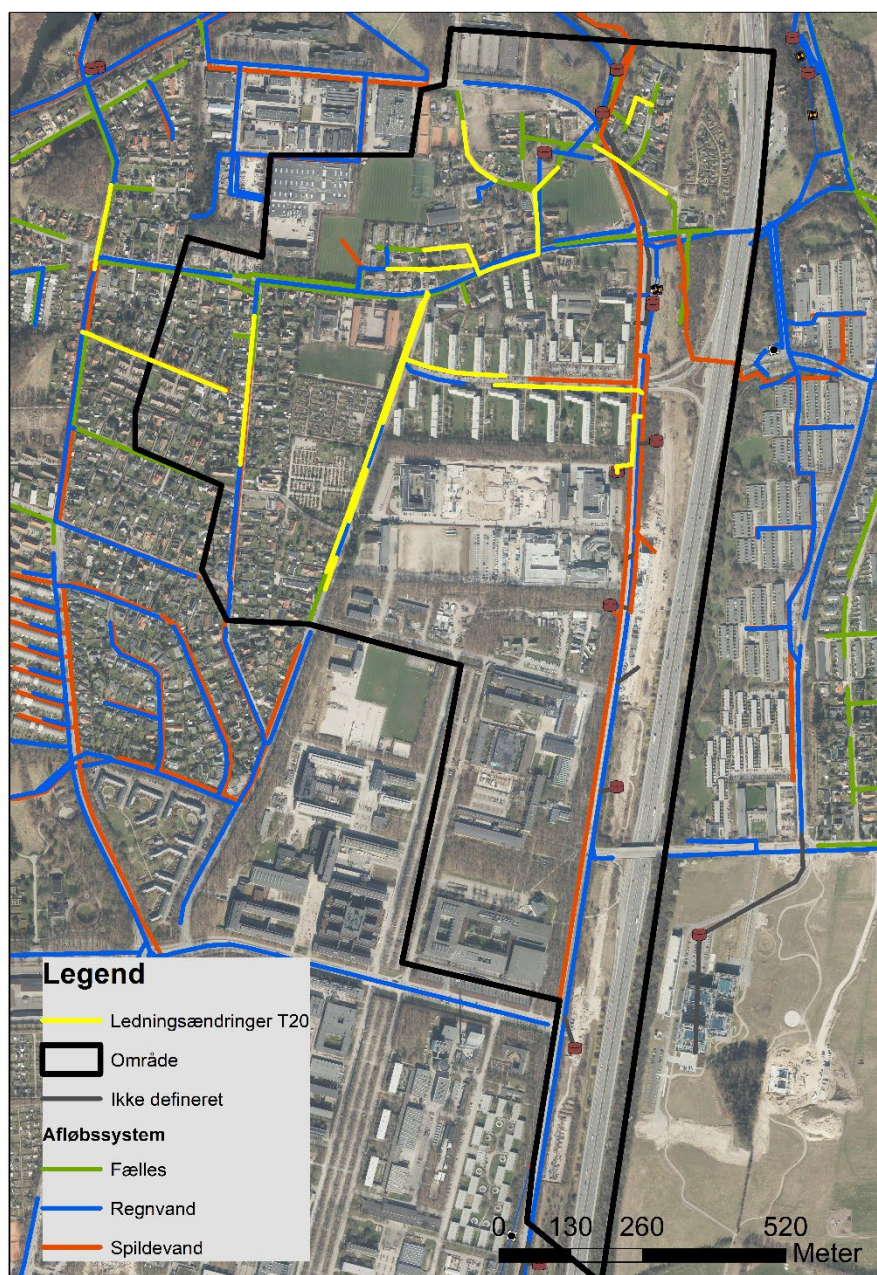 Legend
Ledningsændringer T20
Område
Ikke defineret
Afløbssystem
Fælles
Regnvand
Spildevand
0 130 260 520
Meter